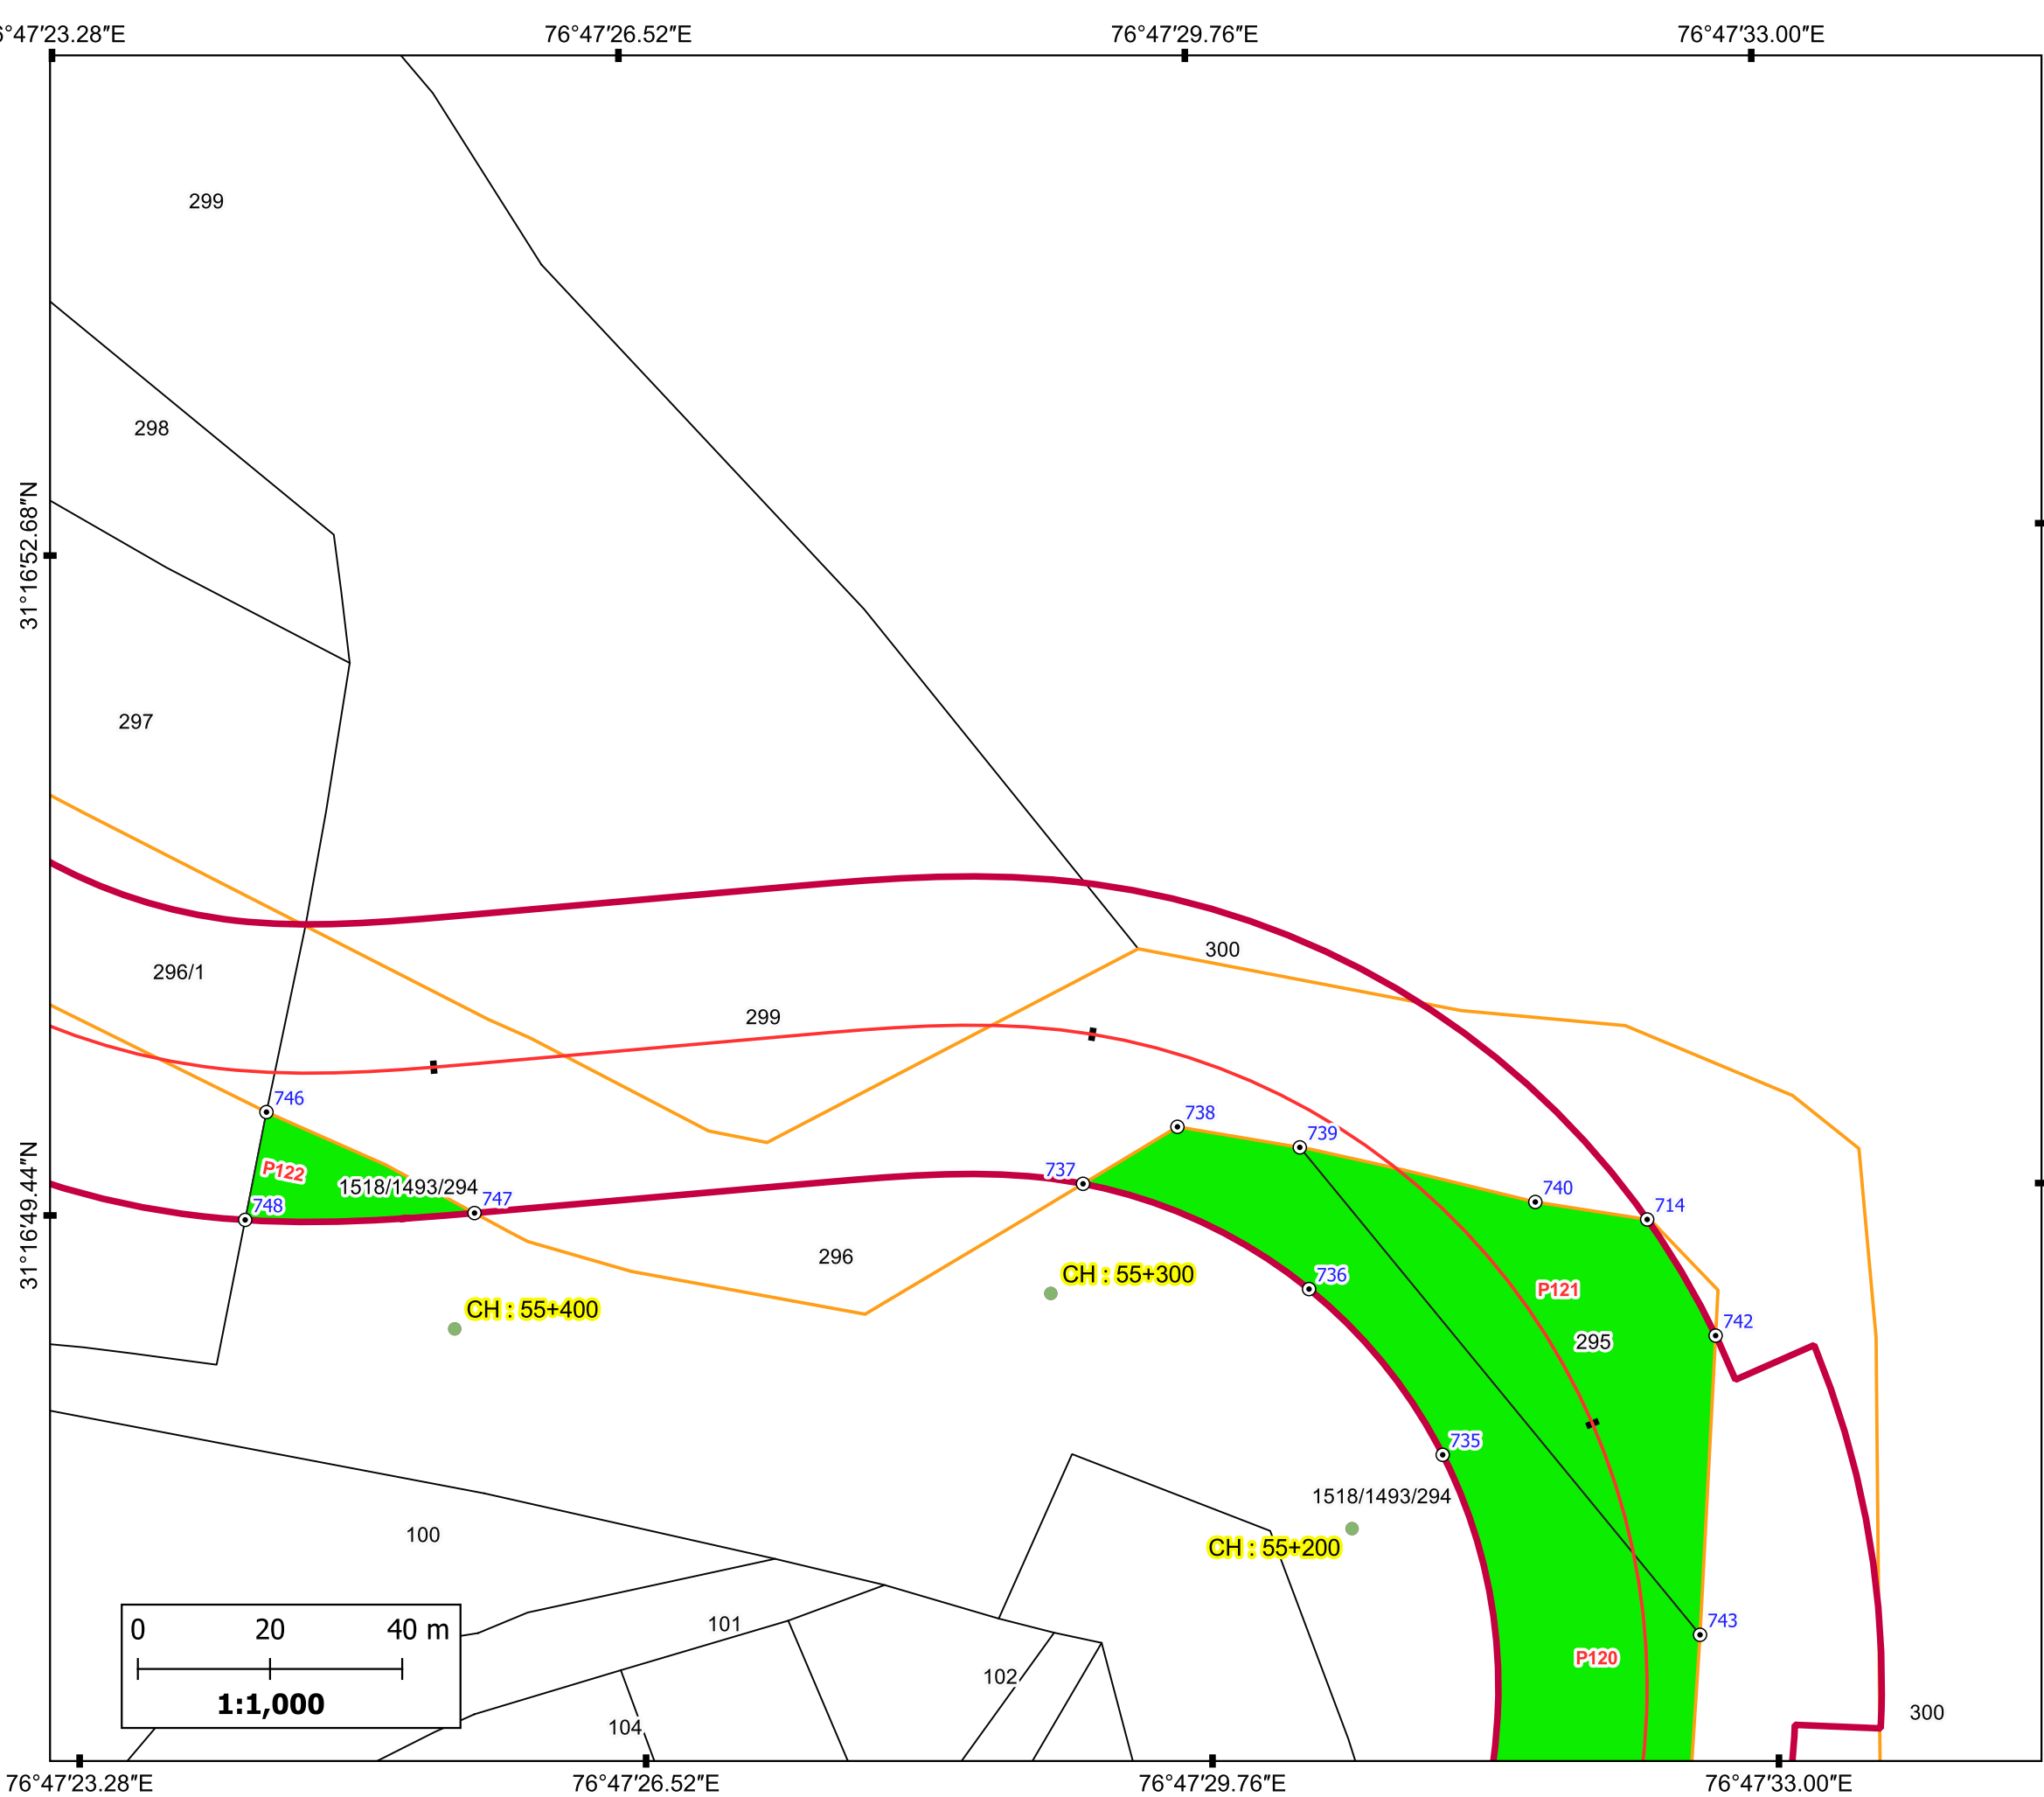 6°47′23.28″E 76°47′26.52″E 76°47′29.76″E 76°47′33.00″E
299
298
31°16′52.68″N
297
300
296/1
299
746
738
739
737
P122
1518/1493/294
740
748
747
714
31°16′49.44″N
296
CH : 55+300
736
P121
CH : 55+400
742
295
735
1518/1493/294
100
CH : 55+200
0 20 40 m
1:1,000
101
743
P120
102
104
300
76°47′23.28″E 76°47′26.52″E 76°47′29.76″E 76°47′33.00″E